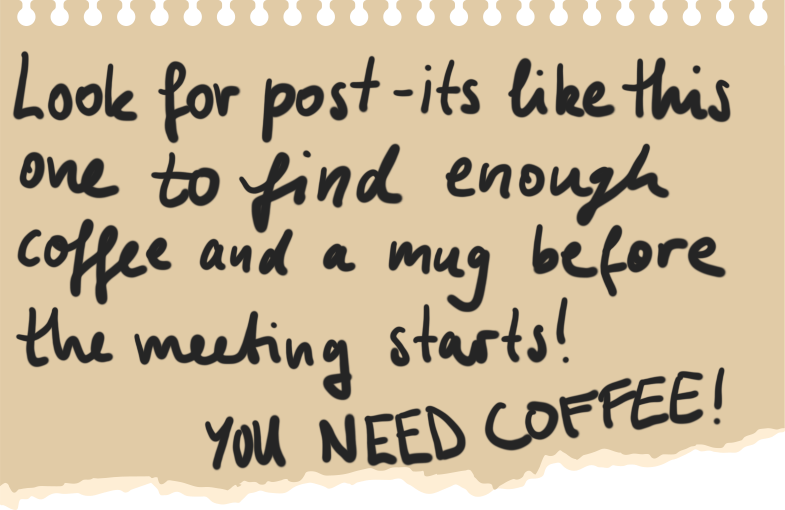 Look for post-its like this
one to find enough
coffee and a mug before
the meeting starts!
YOU NEED COFFEE!